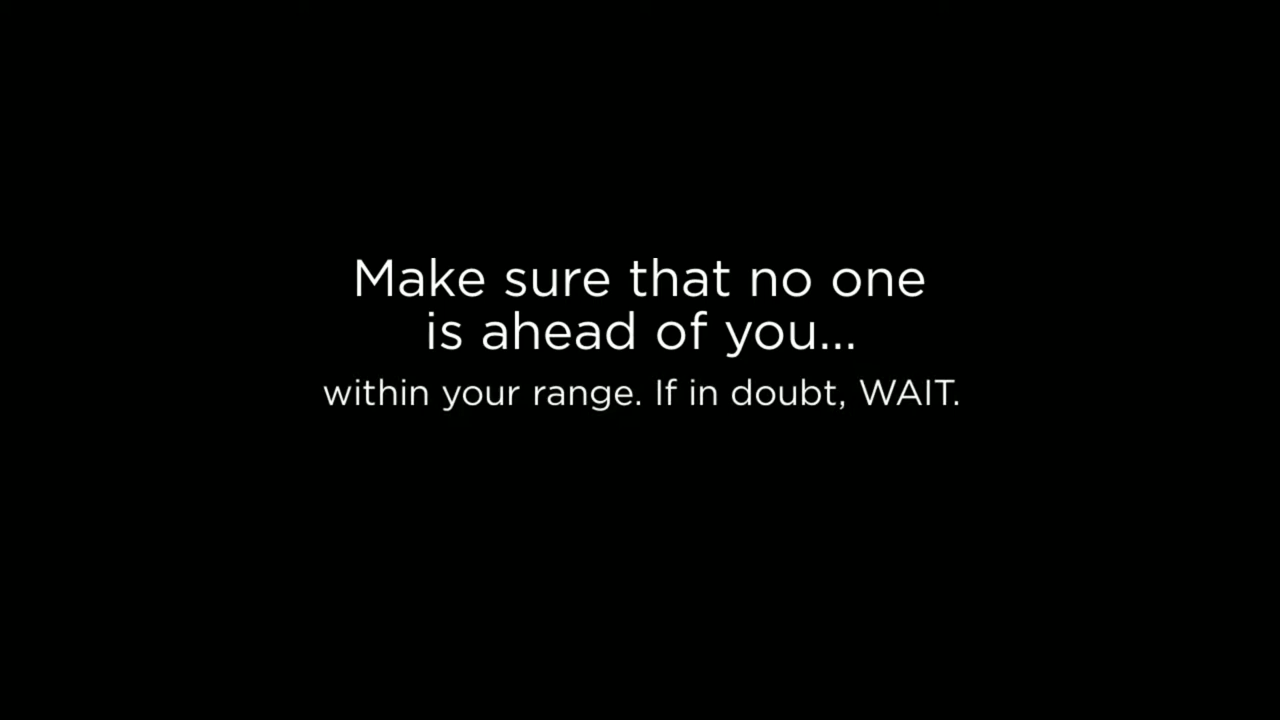 Make sure that no one
is ahead of you...
within your range. If in doubt, WAIT.